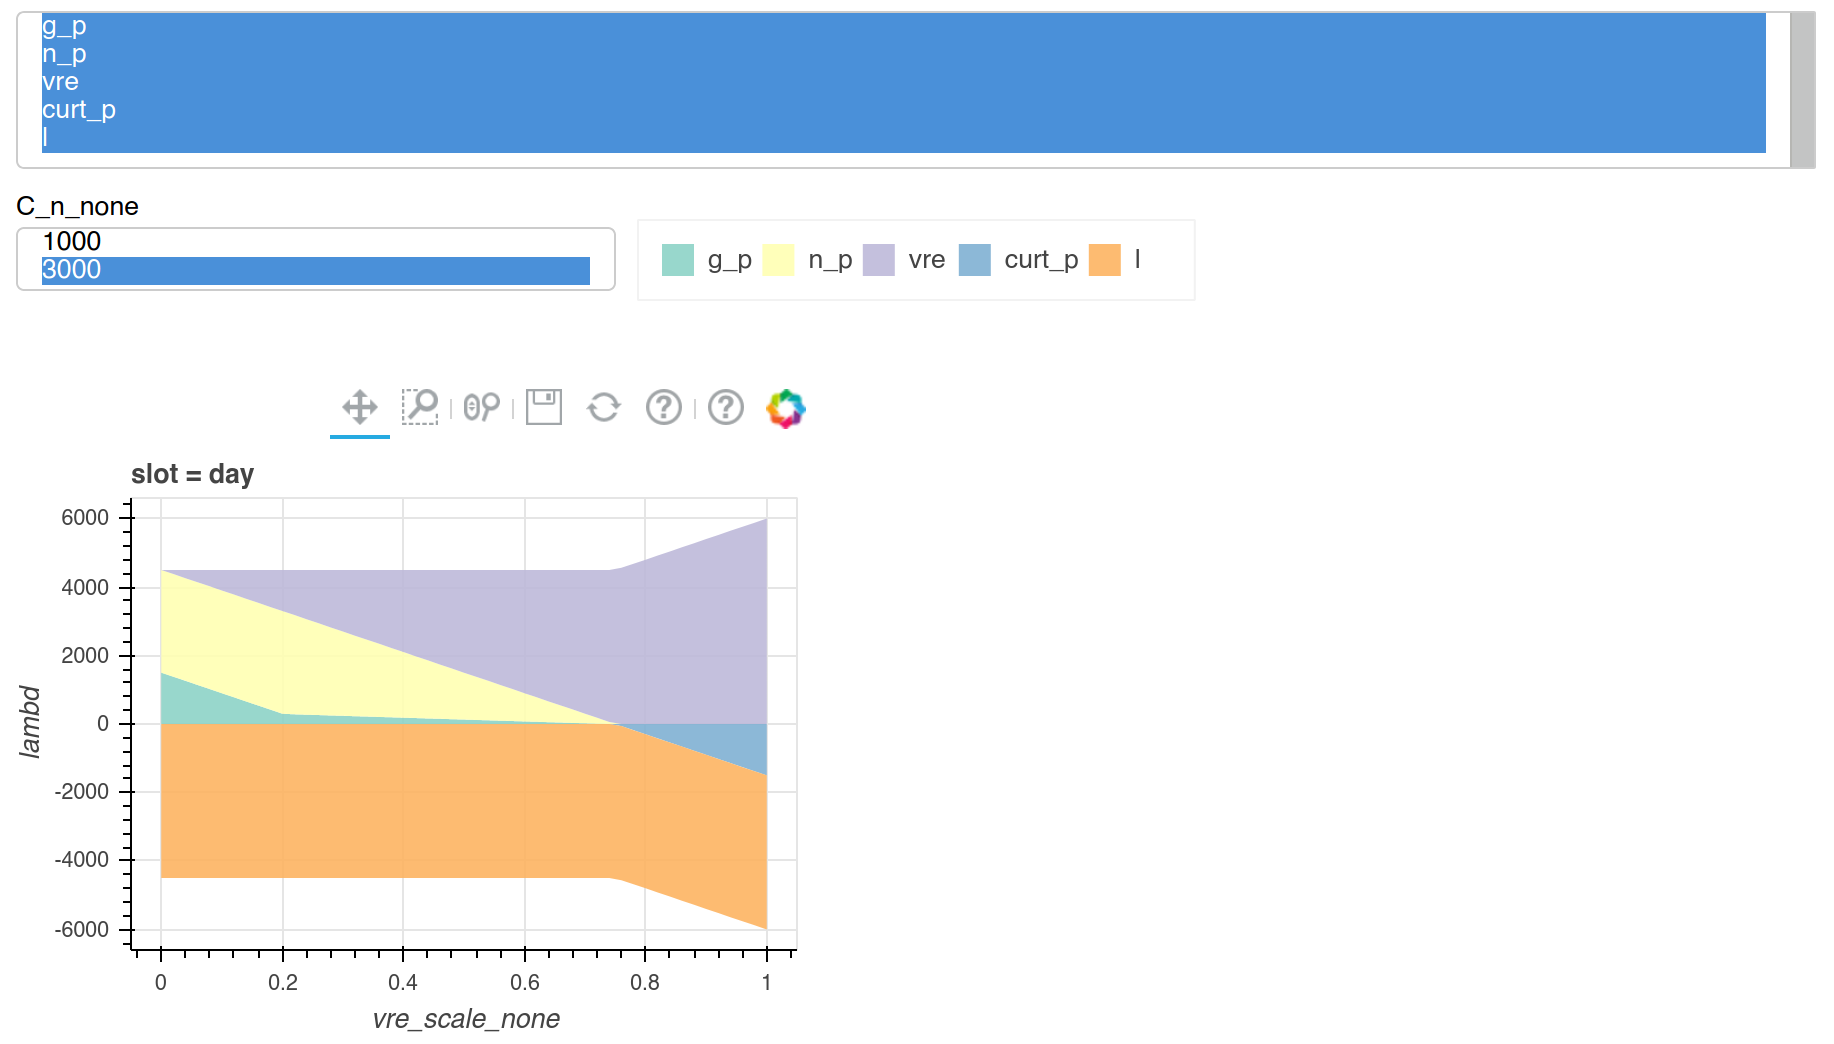 g_p
n_p
vre
curt_p
l
C_n_none
1000
3000
g_p n_p vre curt_p l
slot = day
6000
4000
2000
0
-2000
-4000
-6000
lambd
0 0.2 0.4 0.6 0.8 1
vre_scale_none